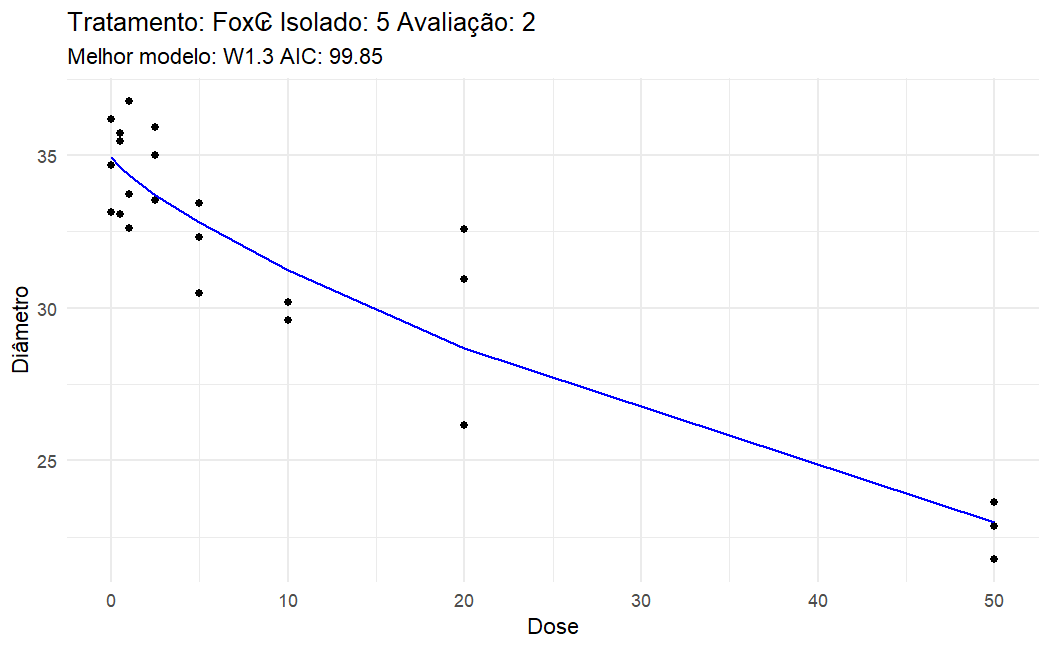 Tratamento: Fox₢ Isolado: 5 Avaliação: 2
Melhor modelo: W1.3 AIC: 99.85
35
30
25
Diâmetro
0 10 20 30 40 50
Dose